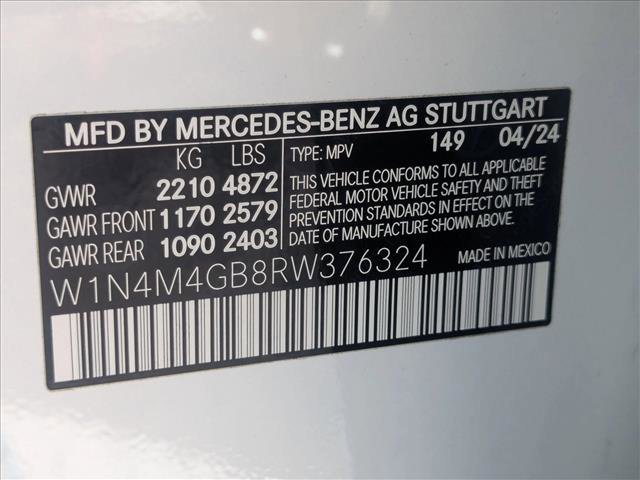 MFD BY MERCEDES-BENZ AG STUTTGART
KG LBS TYPE: MPV 149 04/24
GVWR 2210 4872
GAWR FRONT 1170 2579
GAWR REAR 1090 2403
THIS VEHICLE CONFORMS TO ALL APPLICABLE
FEDERAL MOTOR VEHICLE SAFETY AND THEFT
PREVENTION STANDARDS IN EFFECT ON THE
DATE OF MANUFACTURE SHOWN ABOVE.
W1N4M4GB8RW376324 MADE IN MEXICO